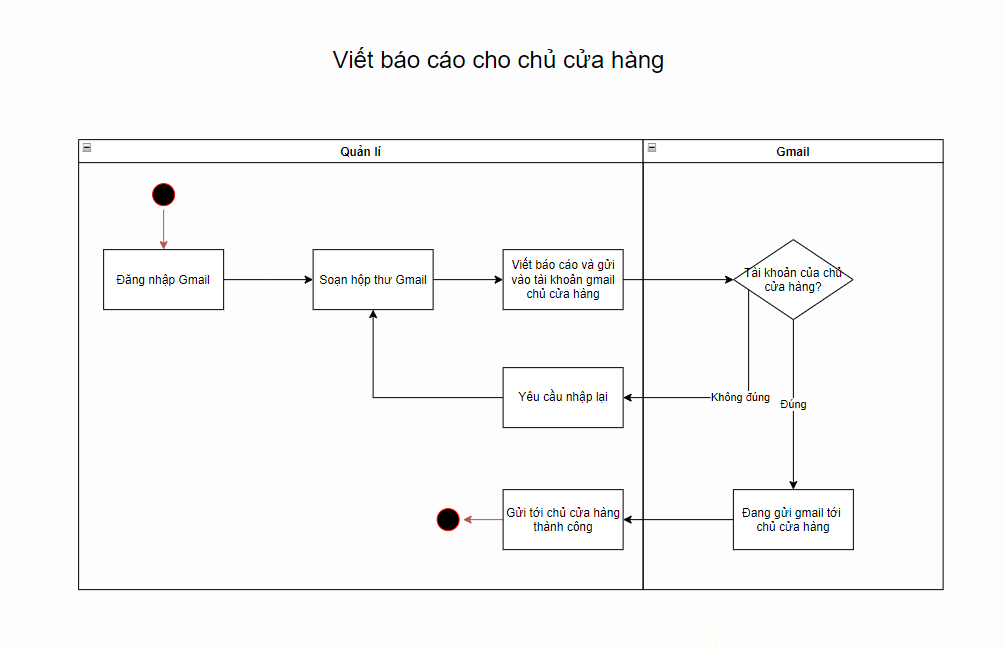 Viết báo cáo cho chủ cửa hàng
Quản lí
Gmail
Đăng nhập Gmail
Soạn hộp thư Gmail
Viết báo cáo và gửi
vào tài khoản gmail
chủ cửa hàng
Tài khoản của chủ
cửa hàng?
Yêu cầu nhập lại
Không đúng
Đúng
Gửi tới chủ cửa hàng
thành công
Đang gửi gmail tới
chủ cửa hàng